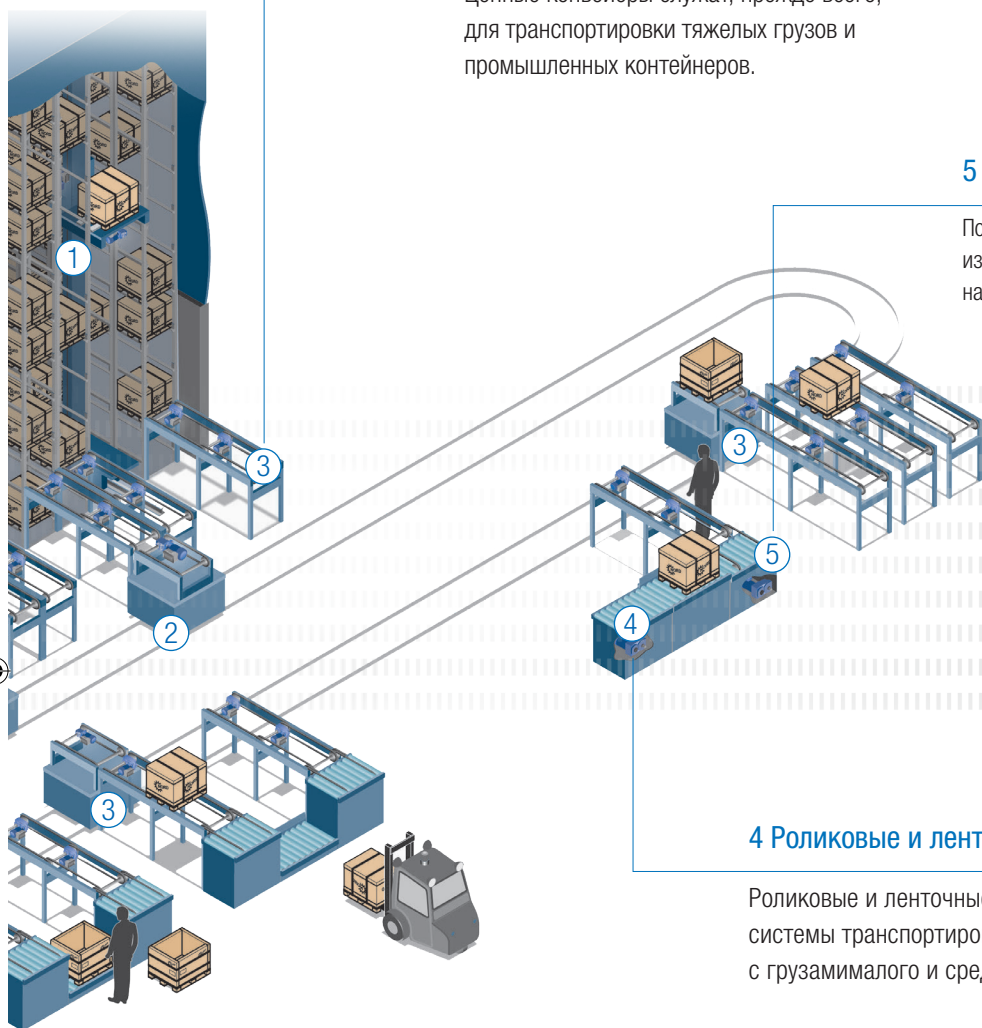 Цепные конвейеры служат, прежде всего,
для транспортировки тяжелых грузов и
промышленных контейнеров.
5
По
из
на
1
3
3
5
4
2
3
4 Роликовые и лент
Роликовые и ленточные
системы транспортиро
с грузамималого и сред